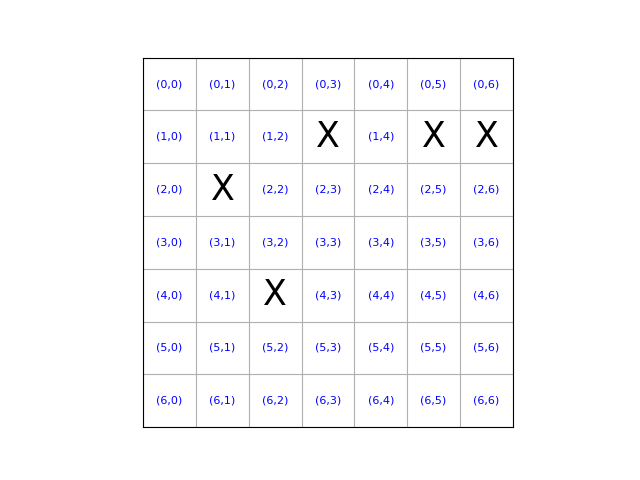 (0,0) (0,1) (0,2) (0,3) (0,4) (0,5) (0,6)
(1,0) (1,1) (1,2) X (1,4) X X
(2,0) X (2,2) (2,3) (2,4) (2,5) (2,6)
(3,0) (3,1) (3,2) (3,3) (3,4) (3,5) (3,6)
(4,0) (4,1) X (4,3) (4,4) (4,5) (4,6)
(5,0) (5,1) (5,2) (5,3) (5,4) (5,5) (5,6)
(6,0) (6,1) (6,2) (6,3) (6,4) (6,5) (6,6)